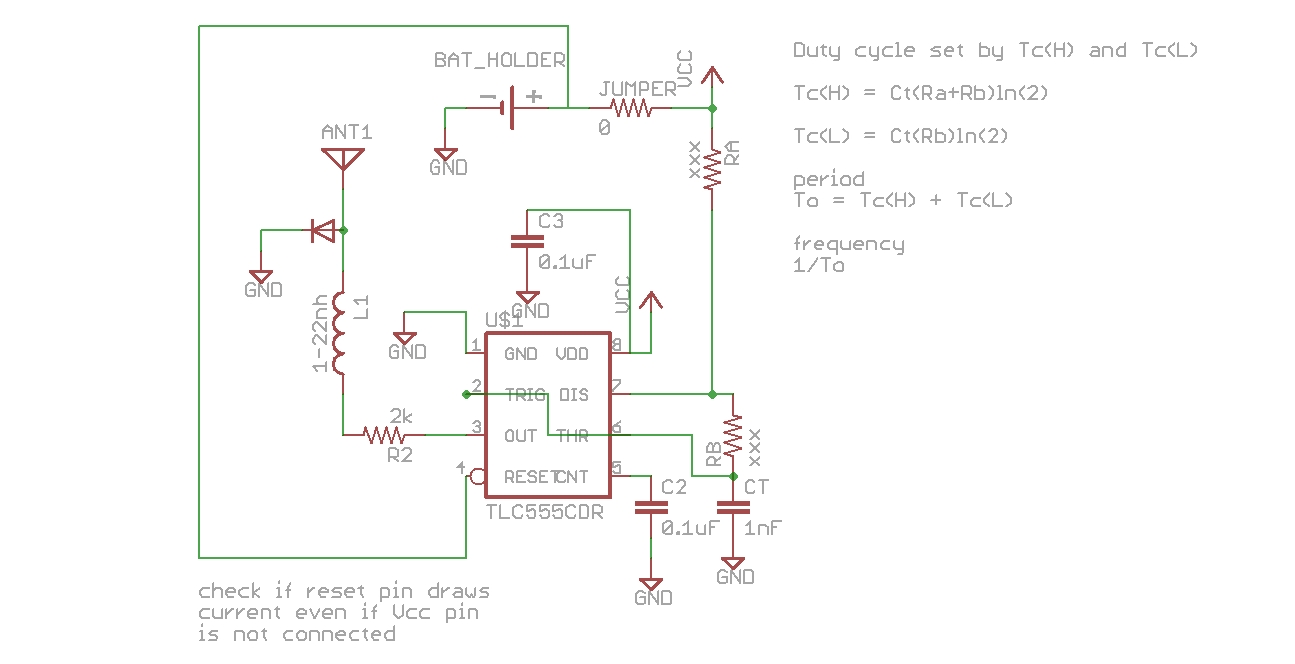 Duty cycle set by Tc(H) and Tc(L)
Tc(H) = Ct(Ra+Rb)ln(2)
Tc(L) = Ct(Rb)ln(2)
period
To = Tc(H) + Tc(L)
frequency
1/To
BAT_HOLDER
- +
JUMPER
0
VCC
GND
XXX
RA
ANT1
GND
1-22nh
L1
C3
0.1uF
GND
VCC
U$1
GND
1 GND VDD 8
2 TRIG DIS 7
3 OUT THR 6
4 RESET CNT 5
TLC555CDR
2k
R2
RB
XXX
C2
0.1uF
GND
CT
1nF
GND
check if reset pin draws
current even if Vcc pin
is not connected